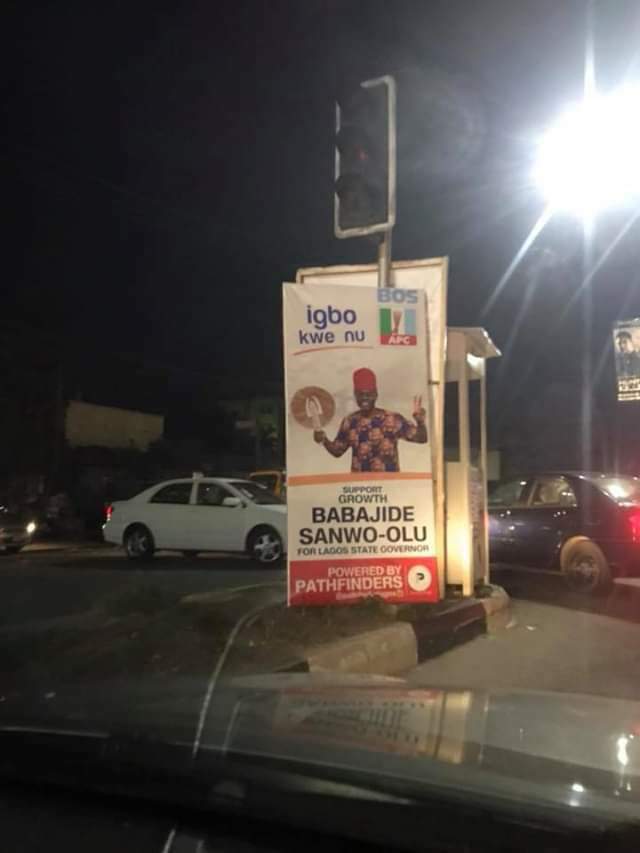 BOS
igbo
kwe nu
APC
SUPPORT
GROWTH
BABAJIDE
SANWO-OLU
FOR LAGOS STATE GOVERNOR
POWERED BY
PATHFINDERS
P